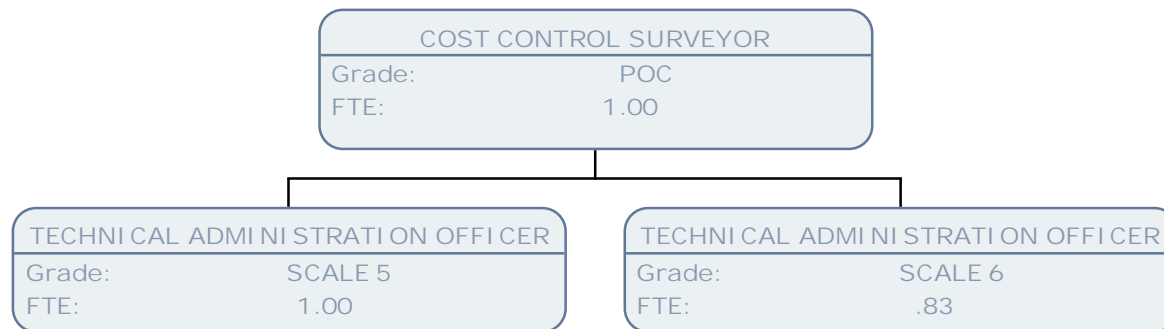 COST CONTROL SURVEYOR
Grade: POC
FTE: 1.00
TECHNICAL ADMINISTRATION OFFICER
Grade: SCALE 5
FTE: 1.00
TECHNICAL ADMINISTRATION OFFICER
Grade: SCALE 6
FTE: .83